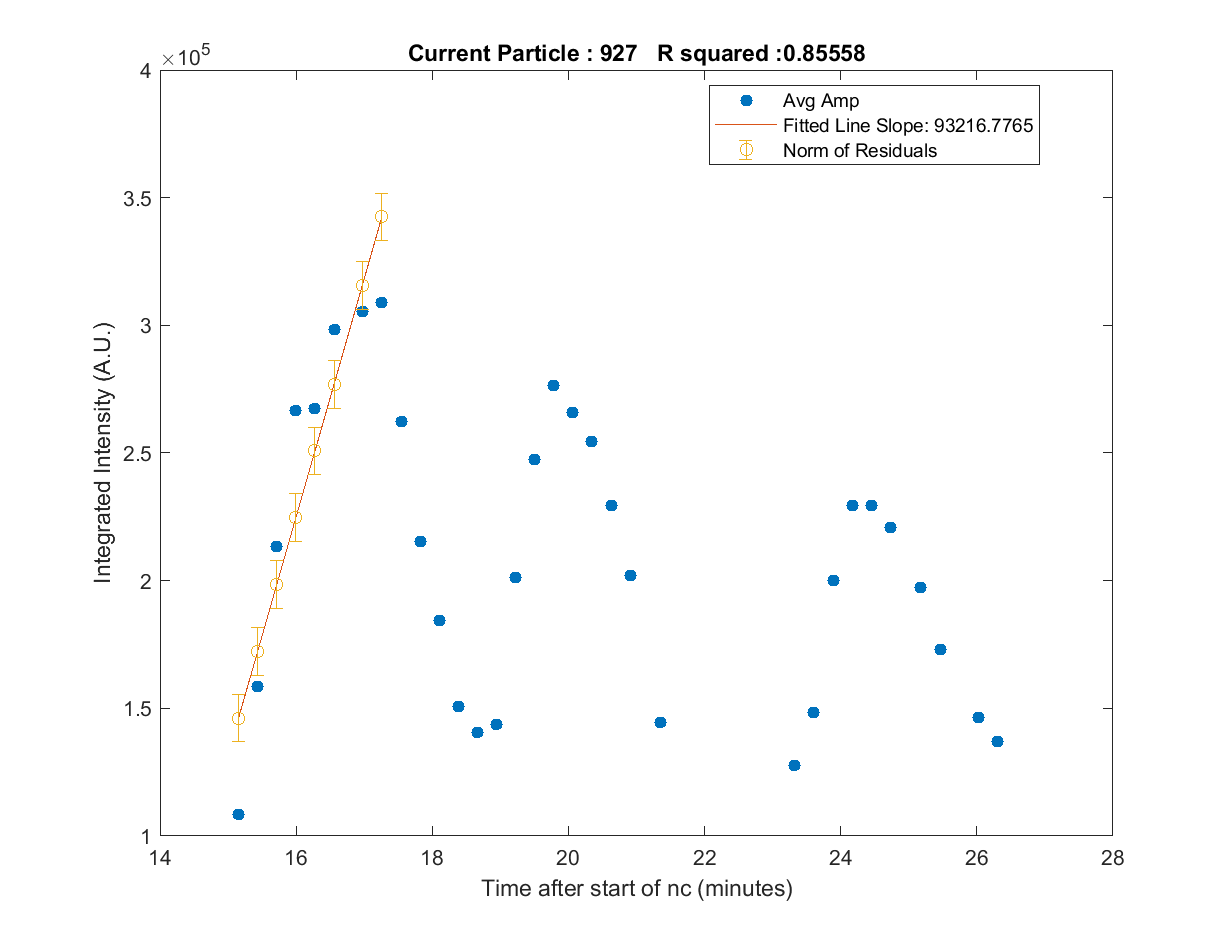 Current Particle : 927 R squared :0.85558
×10^5
4
3.5
3
2.5
2
1.5
1
Integrated Intensity (A.U.)
Avg Amp
Fitted Line Slope: 93216.7765
Norm of Residuals
14 16 18 20 22 24 26 28
Time after start of nc (minutes)